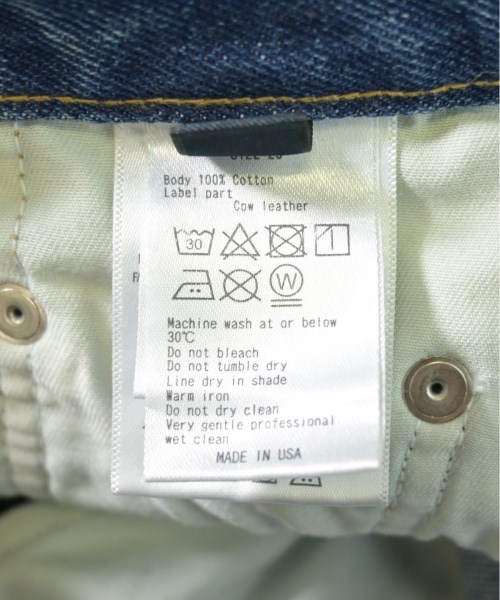 Body 100% Cotton
Label part
Cow leather
30
W
Machine wash at or below
30℃
Do not bleach
Do not tumble dry
Line dry in shade
Warm iron
Do not dry clean
Very gentle professional
wet clean
MADE IN USA